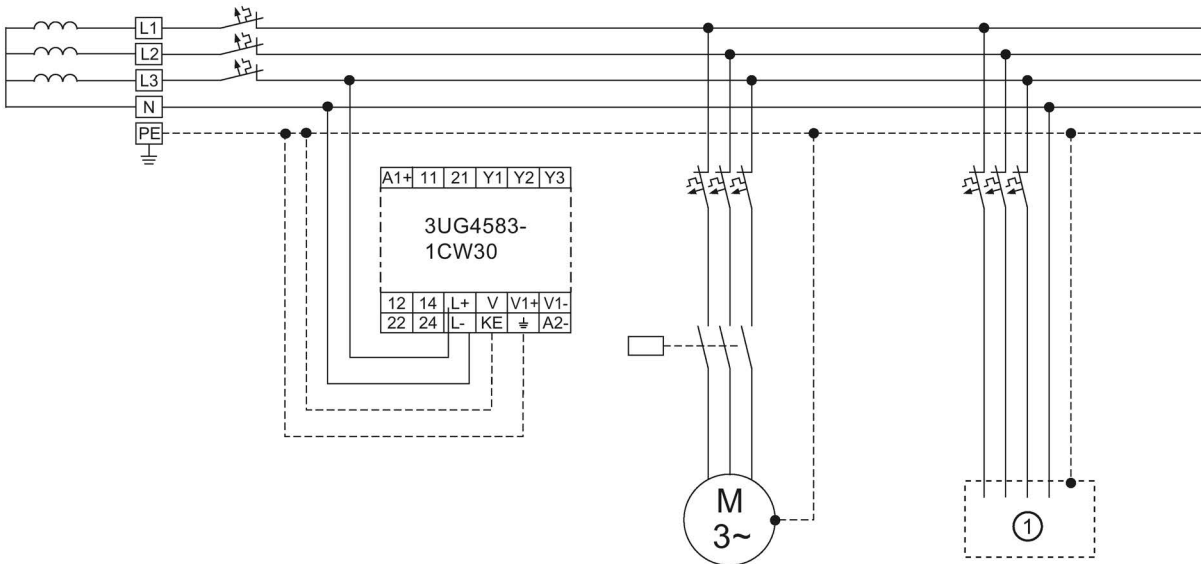 L1
L2
L3
N
PE
A1+ 11 21 Y1 Y2 Y3
3UG4583-
1CW30
12 14 L+ V V1+ V1-
22 24 L- KE ⏚ A2-
M
3~
①